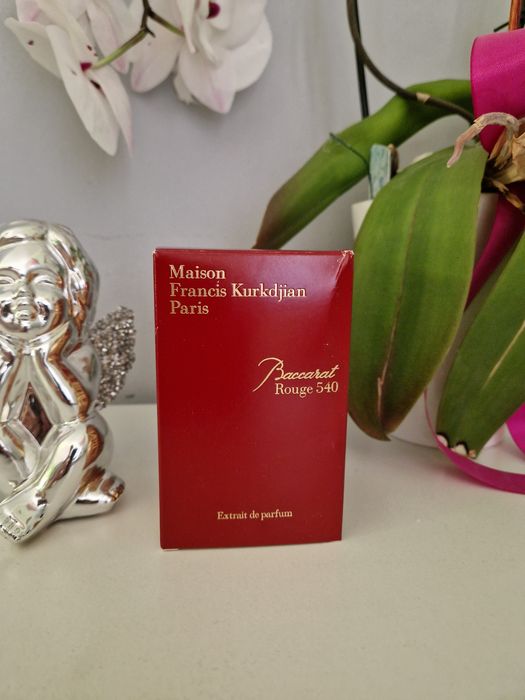 Maison
Francis Kurkdjian
Paris
Baccarat
Rouge 540
Extrait de parfum